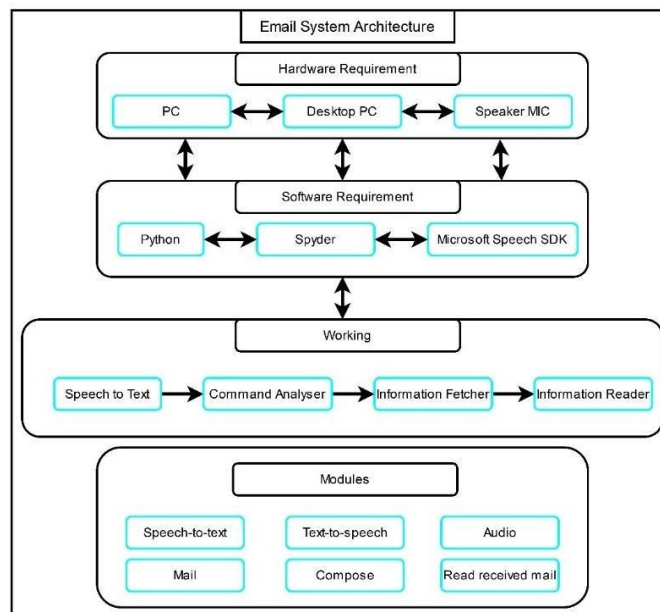 Email System Architecture
Hardware Requirement
PC
Desktop PC
Speaker MIC
Software Requirement
Python
Spyder
Microsoft Speech SDK
Working
Speech to Text
Command Analyser
Information Fetcher
Information Reader
Modules
Speech-to-text
Text-to-speech
Audio
Mail
Compose
Read received mail